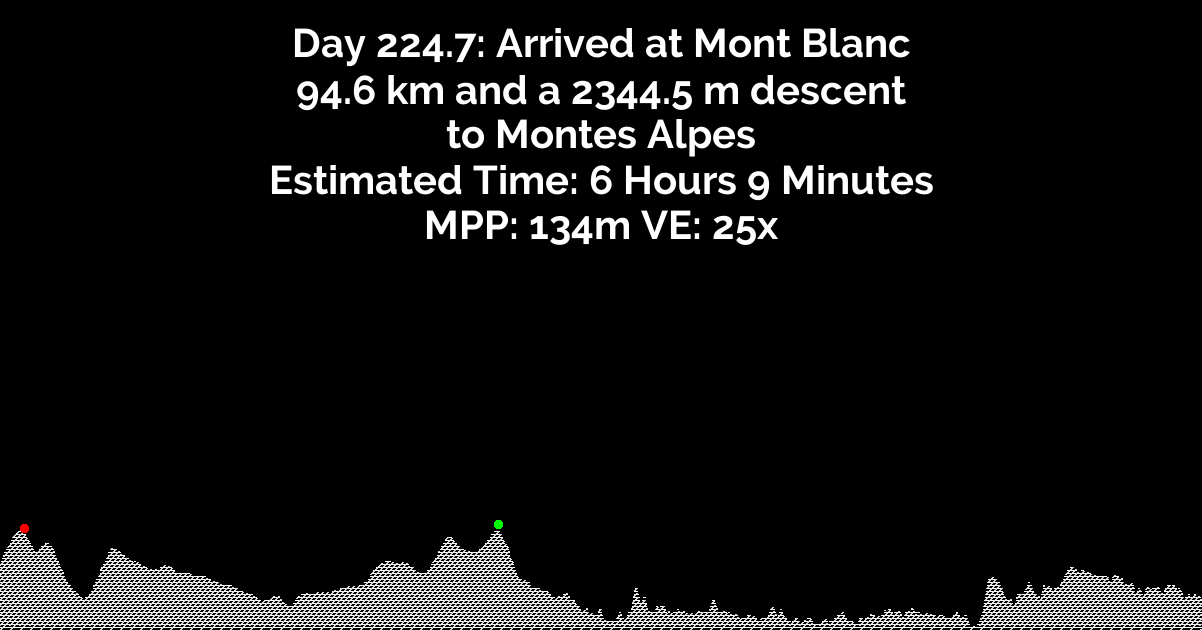 Day 224.7: Arrived at Mont Blanc
94.6 km and a 2344.5 m descent
to Montes Alpes
Estimated Time: 6 Hours 9 Minutes
MPP: 134m VE: 25x